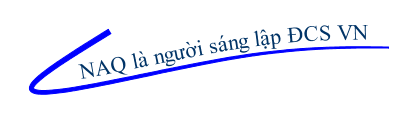 NAQ là người sáng lập ĐCS VN